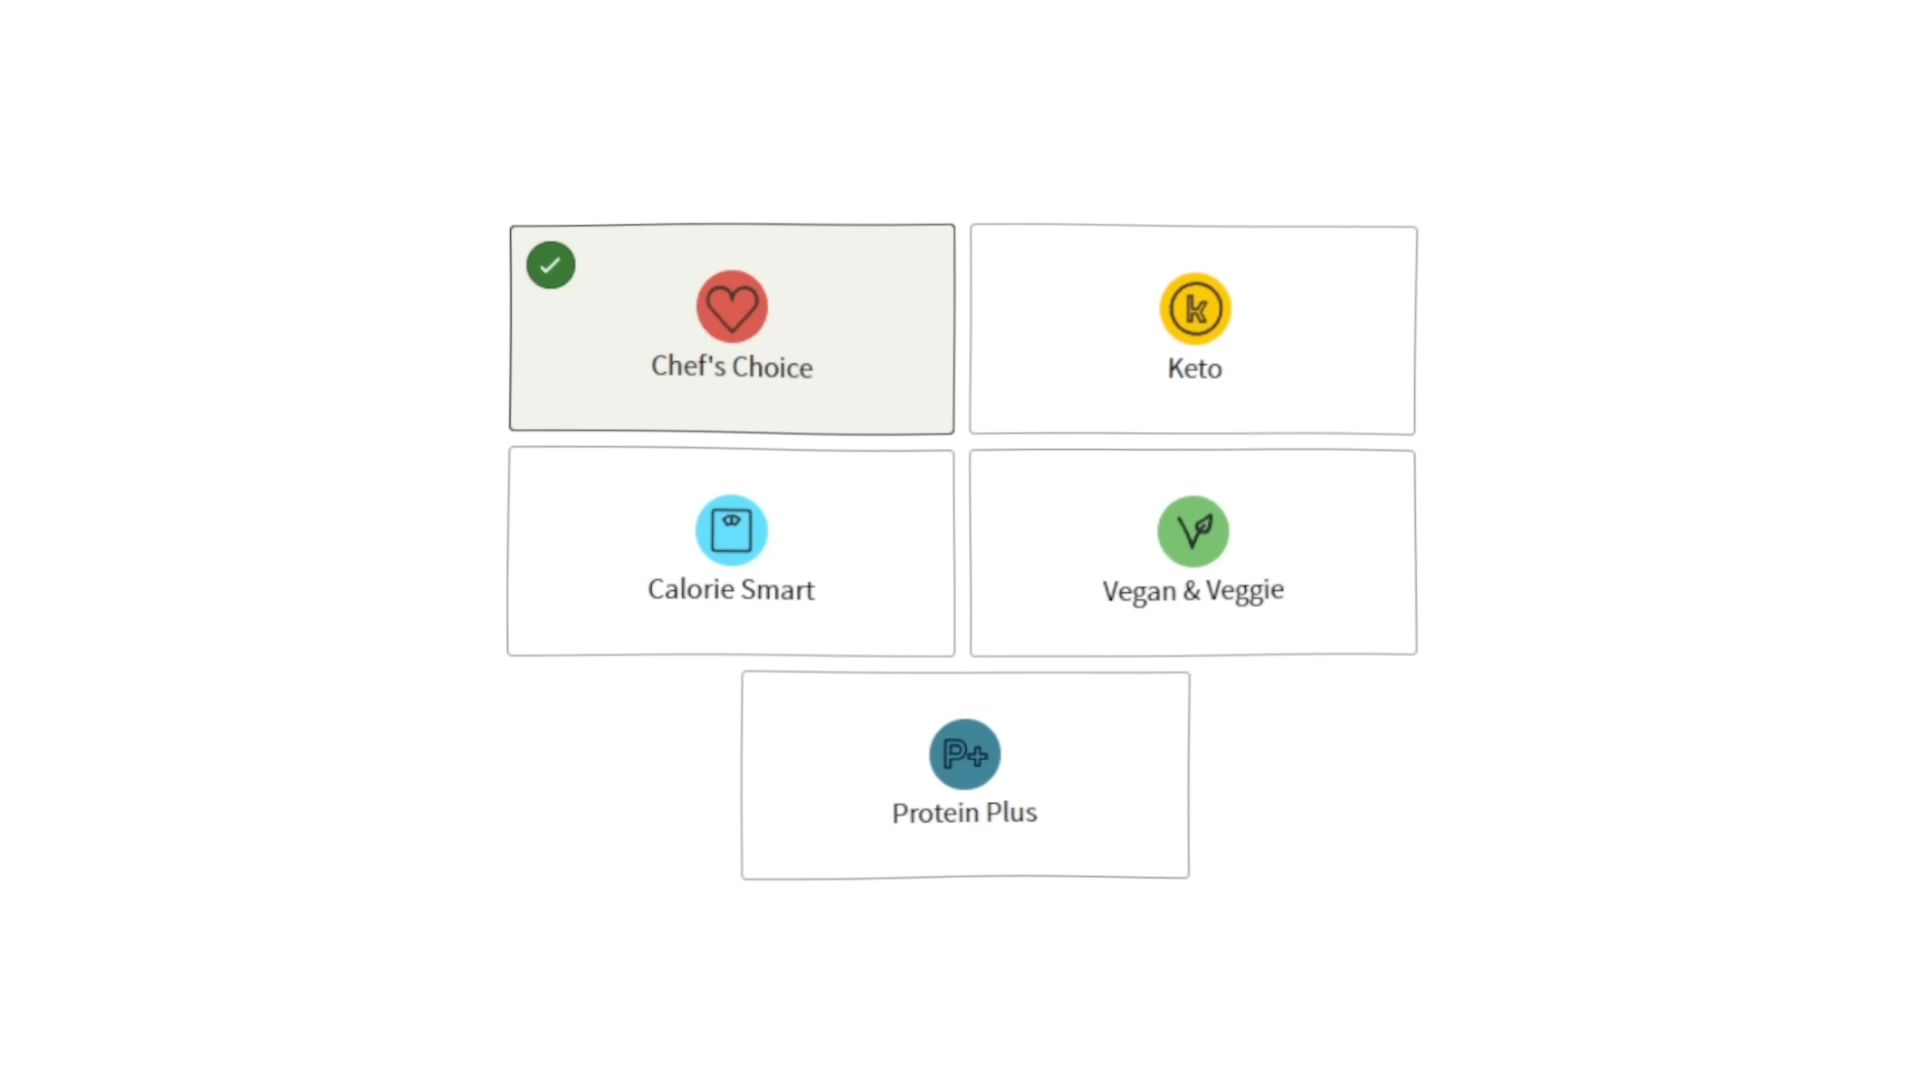 Chef's Choice
k
Keto
Calorie Smart
Vegan & Veggie
P+
Protein Plus